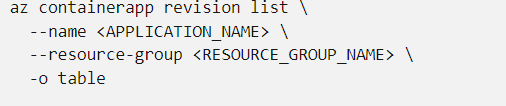 az containerapp revision list \
  --name <APPLICATION_NAME> \
  --resource-group <RESOURCE_GROUP_NAME> \
  -o table